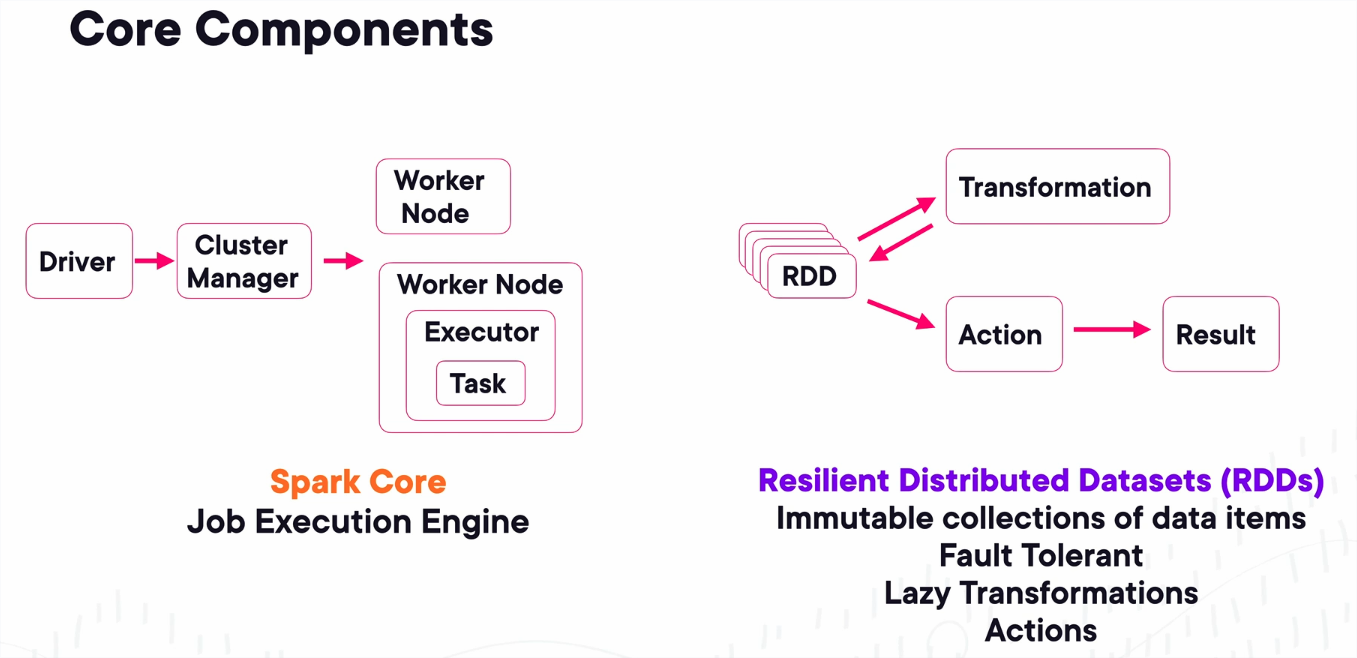 Core Components
Driver
Cluster
Manager
Worker
Node
Worker Node
Executor
Task
Spark Core
Job Execution Engine
RDD
Transformation
Action
Result
Resilient Distributed Datasets (RDDs)
Immutable collections of data items
Fault Tolerant
Lazy Transformations
Actions